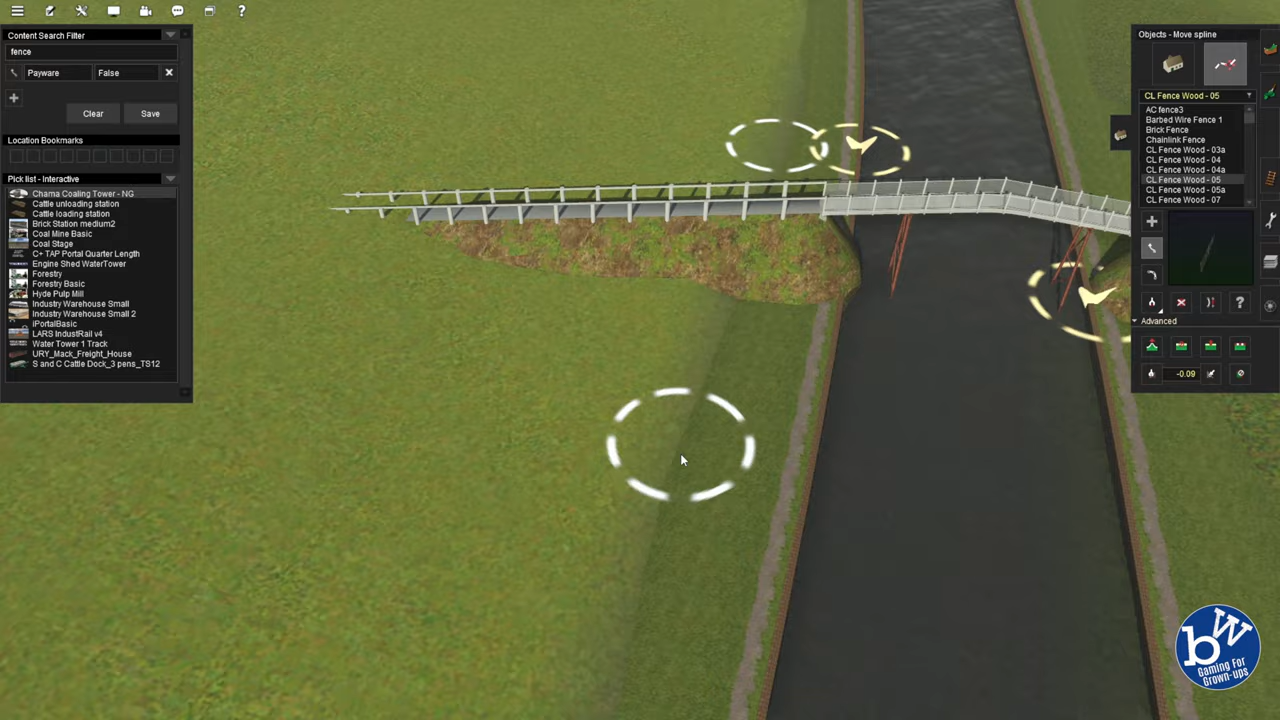 Content Search Filter
fence
Payware False
Clear Save
Location Bookmarks
Pick list - Interactive
Chama Coaling Tower - NG
Cattle unloading station
Cattle loading station
Brick Station medium2
Coal Mine Basic
Coal Stage
C+ TAP Portal Quarter Length
Engine Shed WaterTower
Forestry
Forestry Basic
Hyde Pulp Mill
Industry Warehouse Small
Industry Warehouse Small 2
iPortalBasic
LARS IndustRail v4
Water Tower 1 Track
URY_Mack_Freight_House
S and C Cattle Dock_3 pens_TS12
Objects - Move spline
CL Fence Wood - 05
AC fence3
Barbed Wire Fence 1
Brick Fence
Chainlink Fence
CL Fence Wood - 03a
CL Fence Wood - 04
CL Fence Wood - 04a
CL Fence Wood - 05
CL Fence Wood - 05a
CL Fence Wood - 07
Advanced
-0.09
bW
Gaming For
Grown-ups